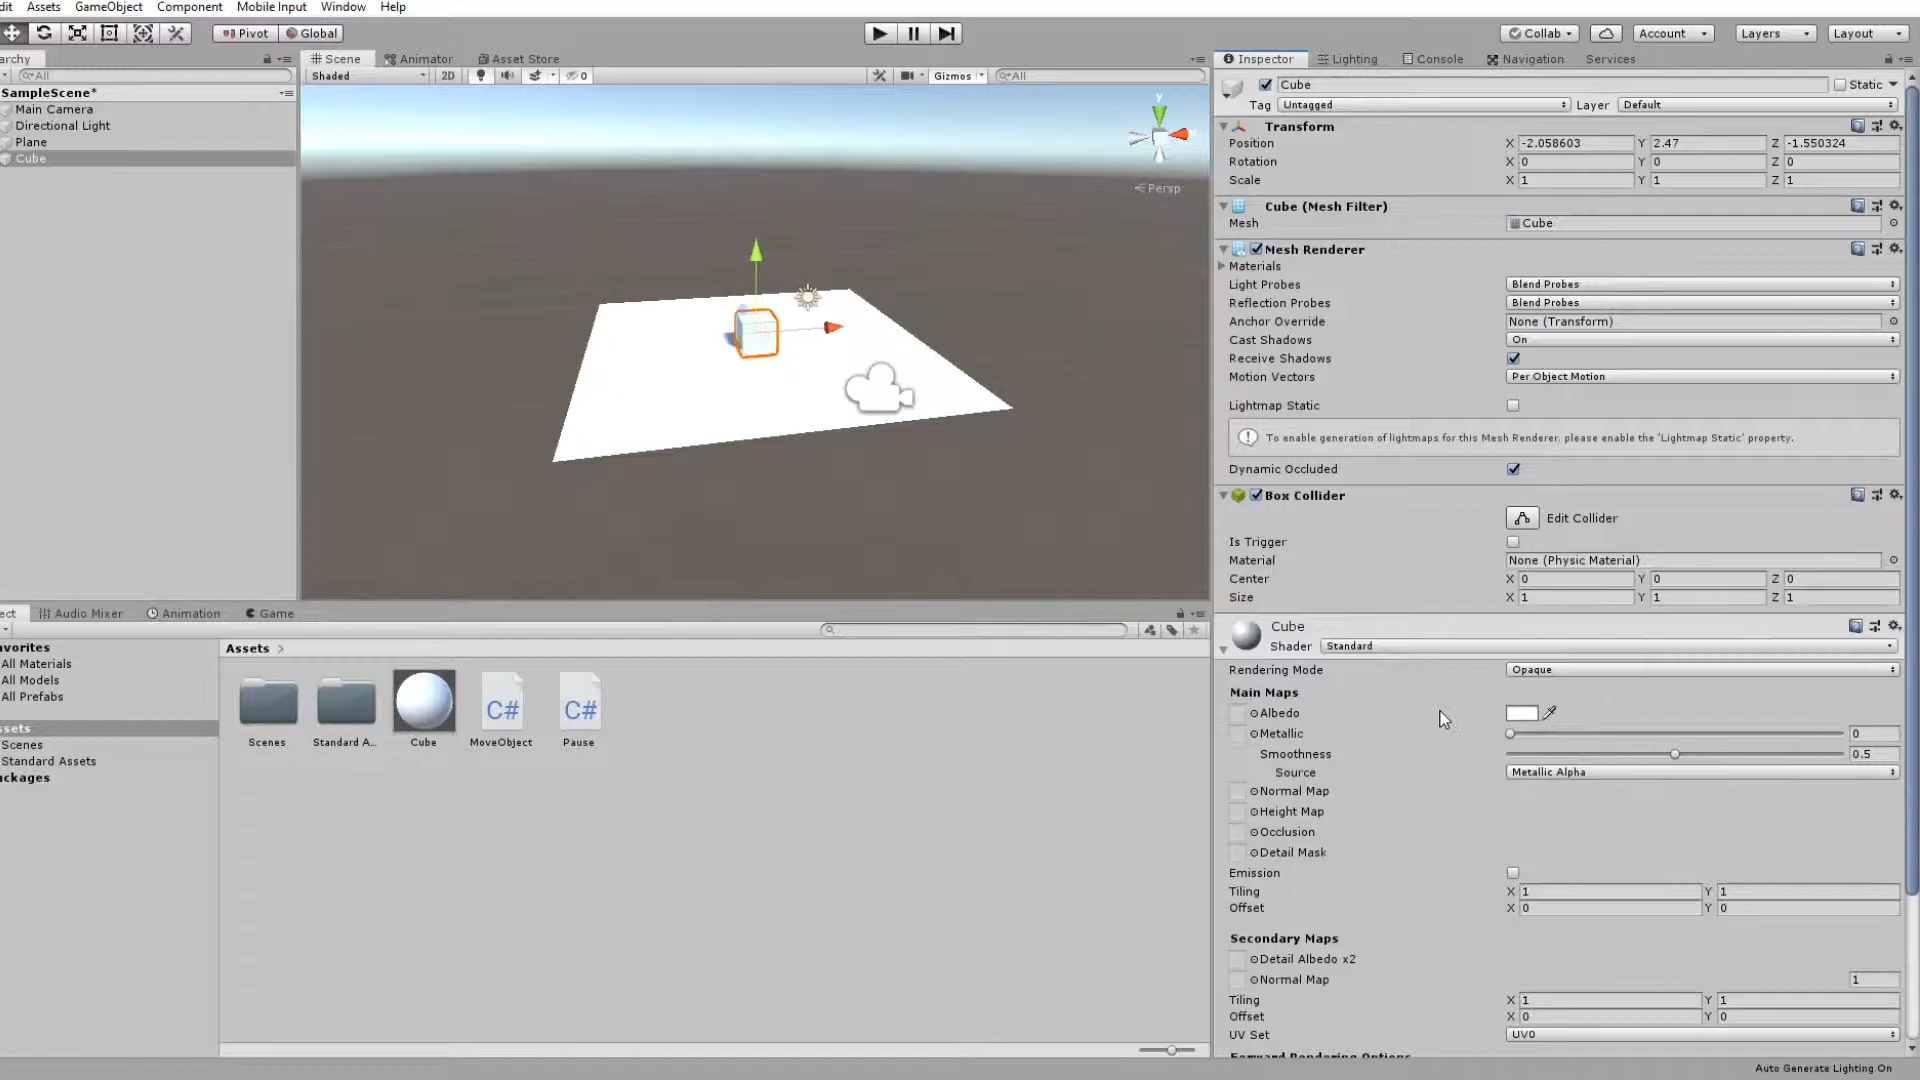 dit Assets GameObject Component Mobile Input Window Help
Pivot Global Collab Account Layers Layout
archy Scene Animator Asset Store Inspector Lighting Console Navigation Services
All Shaded 2D 0 Gizmos All
SampleScene*
Main Camera
Directional Light
Plane
Cube
y
Persp
Cube Static
Tag Untagged Layer Default
Transform
Position X -2.058603 Y 2.47 Z -1.550324
Rotation X 0 Y 0 Z 0
Scale X 1 Y 1 Z 1
Cube (Mesh Filter)
Mesh Cube
Mesh Renderer
Materials
Light Probes Blend Probes
Reflection Probes Blend Probes
Anchor Override None (Transform)
Cast Shadows On
Receive Shadows
Motion Vectors Per Object Motion
Lightmap Static
To enable generation of lightmaps for this Mesh Renderer, please enable the 'Lightmap Static' property.
Dynamic Occluded
Box Collider
Edit Collider
Is Trigger
Material None (Physic Material)
Center X 0 Y 0 Z 0
Size X 1 Y 1 Z 1
Cube
Shader Standard
Rendering Mode Opaque
Main Maps
Albedo
Metallic 0
Smoothness 0.5
Source Metallic Alpha
Normal Map
Height Map
Occlusion
Detail Mask
Emission
Tiling X 1 Y 1
Offset X 0 Y 0
Secondary Maps
Detail Albedo x2
Normal Map 1
Tiling X 1 Y 1
Offset X 0 Y 0
UV Set UV0
Forward Rendering Options
ect Audio Mixer Animation Game
avorites
All Materials
All Models
All Prefabs
ssets
Scenes
Standard Assets
ackages
Assets
C# C#
Scenes Standard A... Cube MoveObject Pause
Auto Generate Lighting On